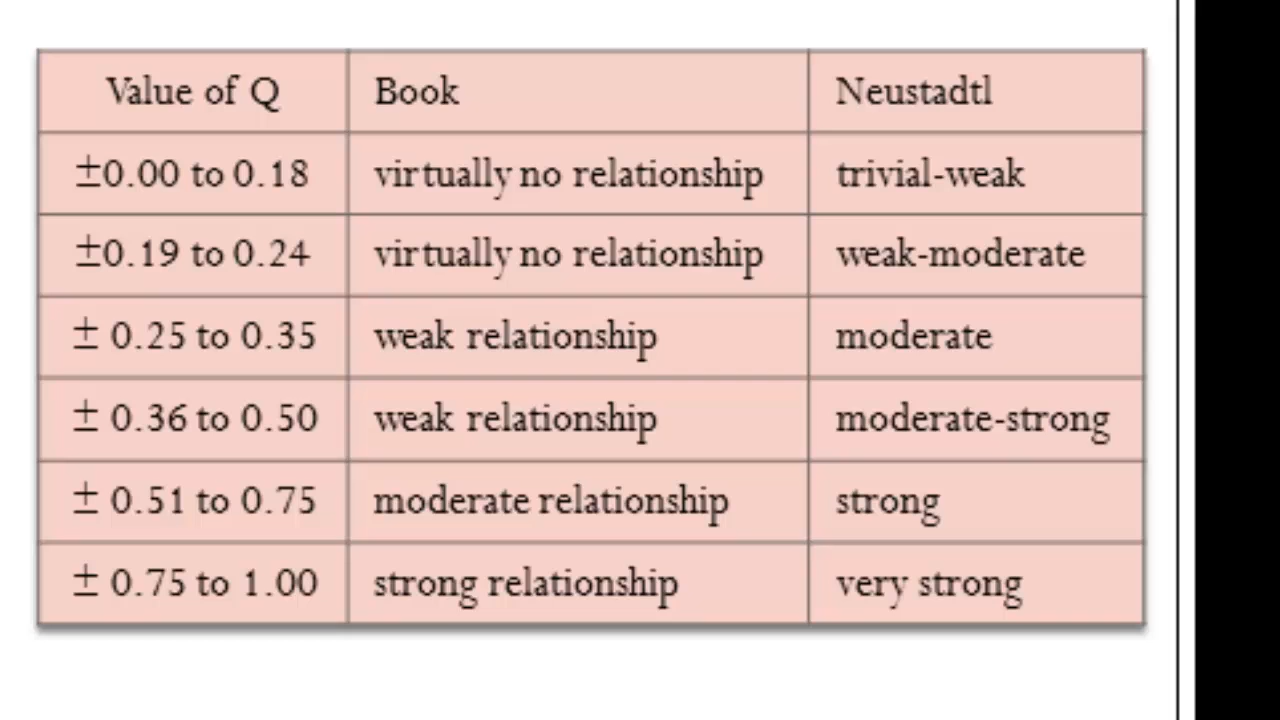 Value of Q Book Neustadtl
±0.00 to 0.18 virtually no relationship trivial-weak
±0.19 to 0.24 virtually no relationship weak-moderate
± 0.25 to 0.35 weak relationship moderate
± 0.36 to 0.50 weak relationship moderate-strong
± 0.51 to 0.75 moderate relationship strong
± 0.75 to 1.00 strong relationship very strong